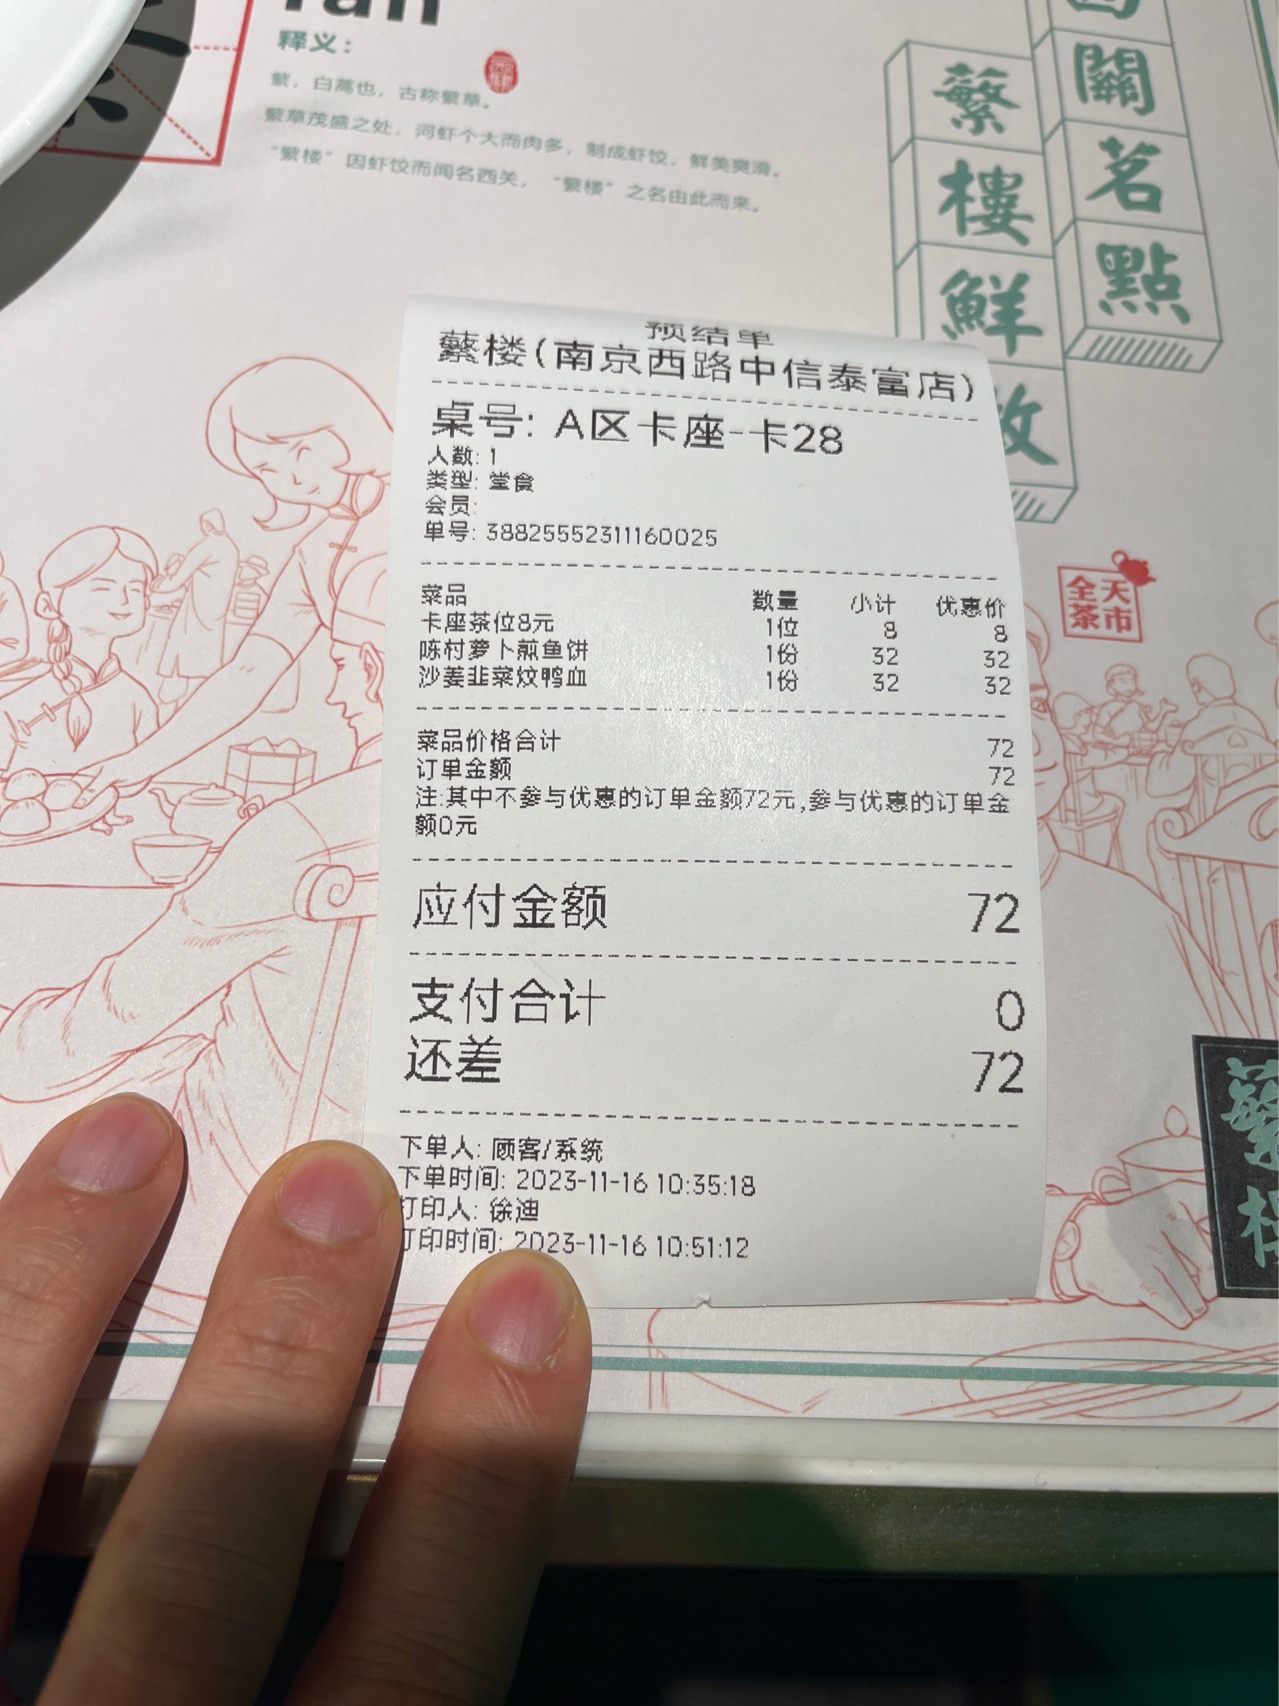 fan
释义：
蘩，白蒿也，古称蘩草。
蘩草茂盛之处，河虾个大而肉多，制成虾饺，鲜美爽滑。
“蘩楼”因虾饺而闻名西关，“蘩楼”之名由此而来。
西關茗點
蘩樓鮮
全天
茶市
预结单
蘩楼(南京西路中信泰富店)
桌号: A区卡座-卡28
人数: 1
类型: 堂食
会员:
单号: 38825552311160025
菜品 数量 小计 优惠价
卡座茶位8元 1位 8 8
陈村萝卜煎鱼饼 1份 32 32
沙姜韭菜炆鸭血 1份 32 32
菜品价格合计 72
订单金额 72
注:其中不参与优惠的订单金额72元,参与优惠的订单金
额0元
应付金额 72
支付合计 0
还差 72
下单人: 顾客/系统
下单时间: 2023-11-16 10:35:18
打印人: 徐迪
打印时间: 2023-11-16 10:51:12